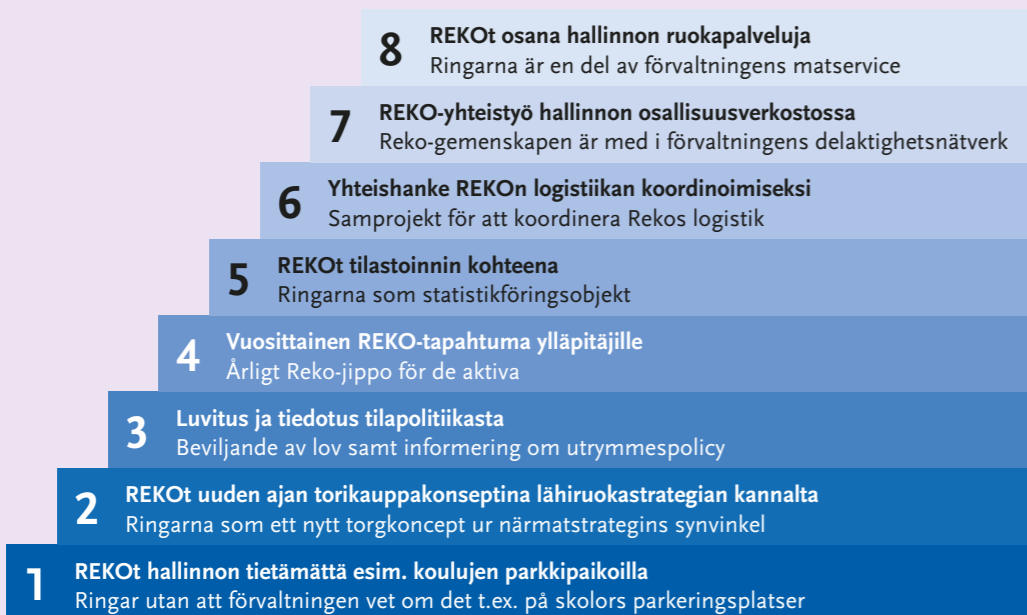 8
REKOt osana hallinnon ruokapalveluja
Ringarna är en del av förvaltningens matservice
7
REKO-yhteistyö hallinnon osallisuusverkostossa
Reko-gemenskapen är med i förvaltningens delaktighetsnätverk
6
Yhteishanke REKOn logistiikan koordinoimiseksi
Samprojekt för att koordinera Rekos logistik
5
REKOt tilastoinnin kohteena
Ringarna som statistikföringsobjekt
4
Vuosittainen REKO-tapahtuma ylläpitäjille
Årligt Reko-jippo för de aktiva
3
Luvitus ja tiedotus tilapolitiikasta
Beviljande av lov samt informering om utrymmespolicy
2
REKOt uuden ajan torikauppakonseptina lähiruokastrategian kannalta
Ringarna som ett nytt torgkoncept ur närmatstrategins synvinkel
1
REKOt hallinnon tietämättä esim. koulujen parkkipaikoilla
Ringar utan att förvaltningen vet om det t.ex. på skolors parkeringsplatser